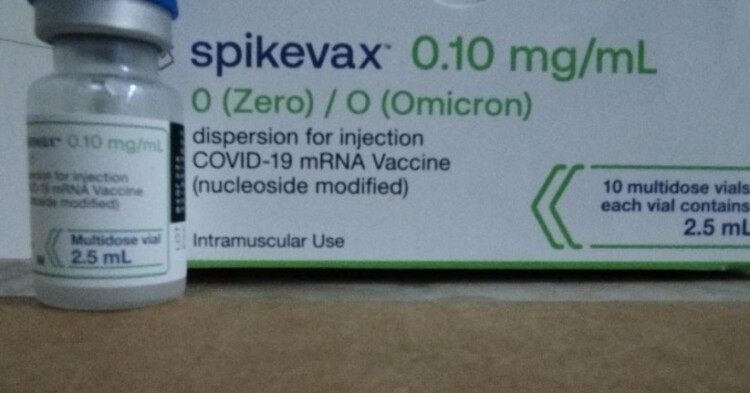 spikevax™ 0.10 mg/mL
0 (Zero) / O (Omicron)
dispersion for injection
COVID-19 mRNA Vaccine
(nucleoside modified)
Intramuscular Use
10 multidose vials
each vial contains
2.5 mL
0.10 mg/mL
for injection
mRNA Vaccine
modified)
Multidose vial
2.5 mL
LOT